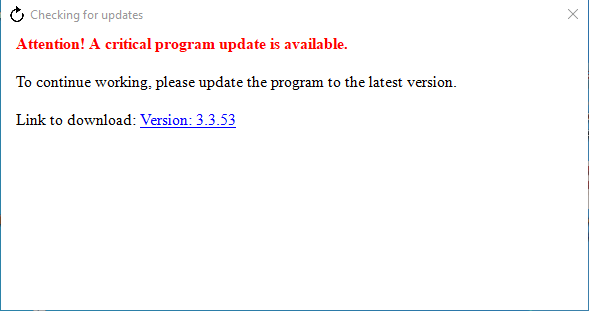 Checking for updates
Attention! A critical program update is available.
To continue working, please update the program to the latest version.
Link to download: Version: 3.3.53